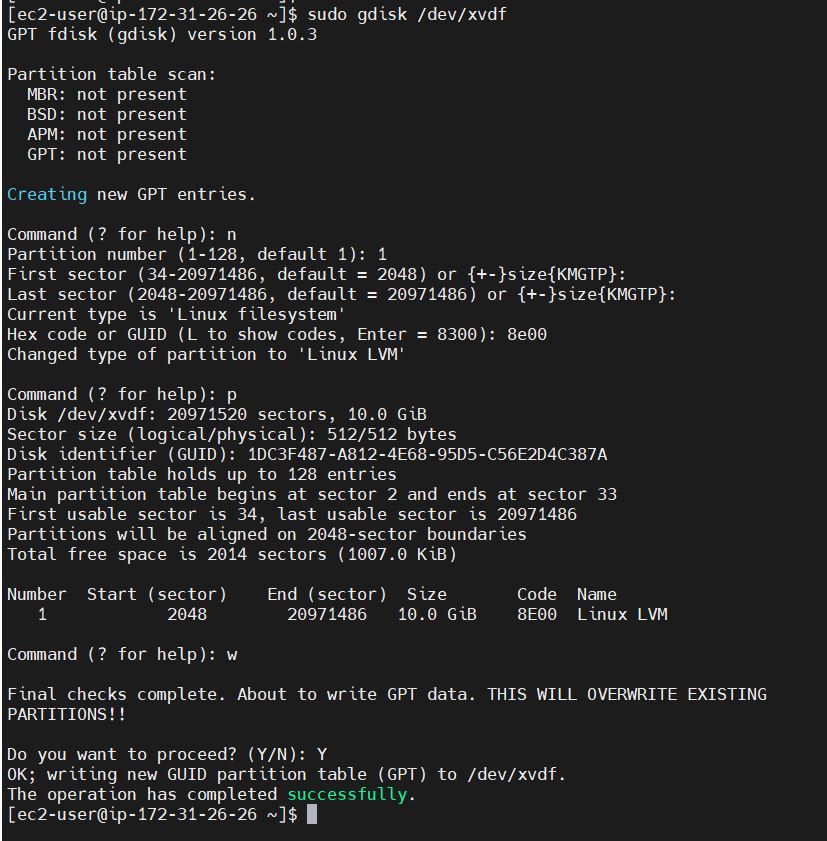 [ec2-user@ip-172-31-26-26 ~]$ sudo gdisk /dev/xvdf
GPT fdisk (gdisk) version 1.0.3

Partition table scan:
  MBR: not present
  BSD: not present
  APM: not present
  GPT: not present

Creating new GPT entries.

Command (? for help): n
Partition number (1-128, default 1): 1
First sector (34-20971486, default = 2048) or {+-}size{KMGTP}:
Last sector (2048-20971486, default = 20971486) or {+-}size{KMGTP}:
Current type is 'Linux filesystem'
Hex code or GUID (L to show codes, Enter = 8300): 8e00
Changed type of partition to 'Linux LVM'

Command (? for help): p
Disk /dev/xvdf: 20971520 sectors, 10.0 GiB
Sector size (logical/physical): 512/512 bytes
Disk identifier (GUID): 1DC3F487-A812-4E68-95D5-C56E2D4C387A
Partition table holds up to 128 entries
Main partition table begins at sector 2 and ends at sector 33
First usable sector is 34, last usable sector is 20971486
Partitions will be aligned on 2048-sector boundaries
Total free space is 2014 sectors (1007.0 KiB)

Number  Start (sector)    End (sector)  Size       Code  Name
   1            2048        20971486   10.0 GiB    8E00  Linux LVM

Command (? for help): w

Final checks complete. About to write GPT data. THIS WILL OVERWRITE EXISTING
PARTITIONS!!

Do you want to proceed? (Y/N): Y
OK; writing new GUID partition table (GPT) to /dev/xvdf.
The operation has completed successfully.
[ec2-user@ip-172-31-26-26 ~]$